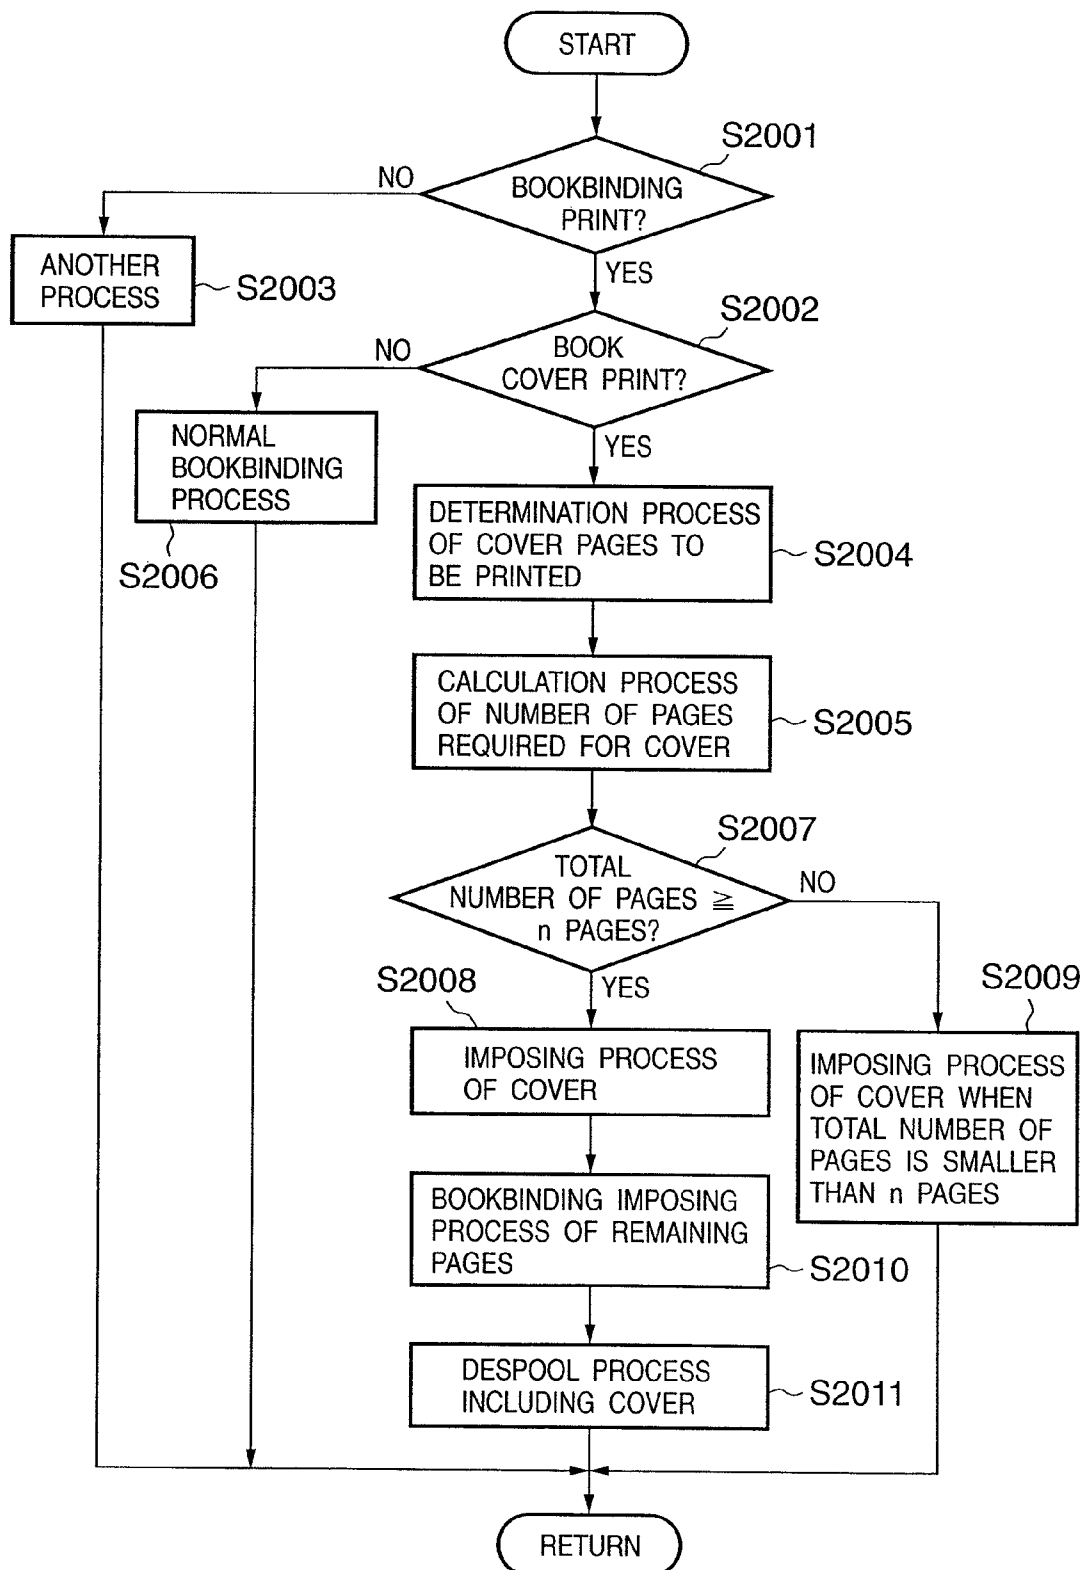 START
S2001
NO
BOOKBINDING
PRINT?
YES
ANOTHER
PROCESS
S2003
S2002
NO
BOOK
COVER PRINT?
YES
NORMAL
BOOKBINDING
PROCESS
S2006
DETERMINATION PROCESS
OF COVER PAGES TO
BE PRINTED
S2004
CALCULATION PROCESS
OF NUMBER OF PAGES
REQUIRED FOR COVER
S2005
S2007
TOTAL
NUMBER OF PAGES ≧
n PAGES?
NO
YES
S2008
IMPOSING PROCESS
OF COVER
S2009
IMPOSING PROCESS
OF COVER WHEN
TOTAL NUMBER OF
PAGES IS SMALLER
THAN n PAGES
BOOKBINDING IMPOSING
PROCESS OF REMAINING
PAGES
S2010
DESPOOL PROCESS
INCLUDING COVER
S2011
RETURN